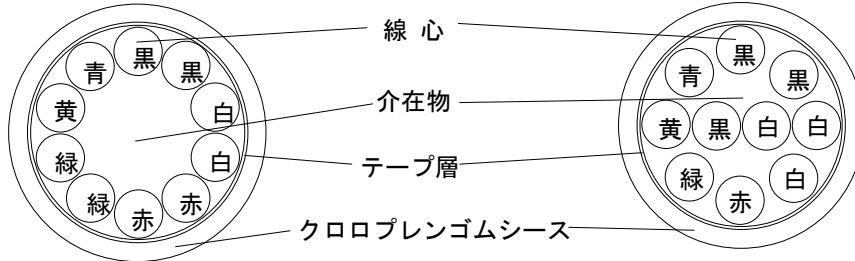 線 心
介在物
テープ層
クロロプレンゴムシース
黒
黒
白
白
赤
赤
緑
緑
黄
青
黒
黒
白
白
赤
緑
黄
青
黒
白